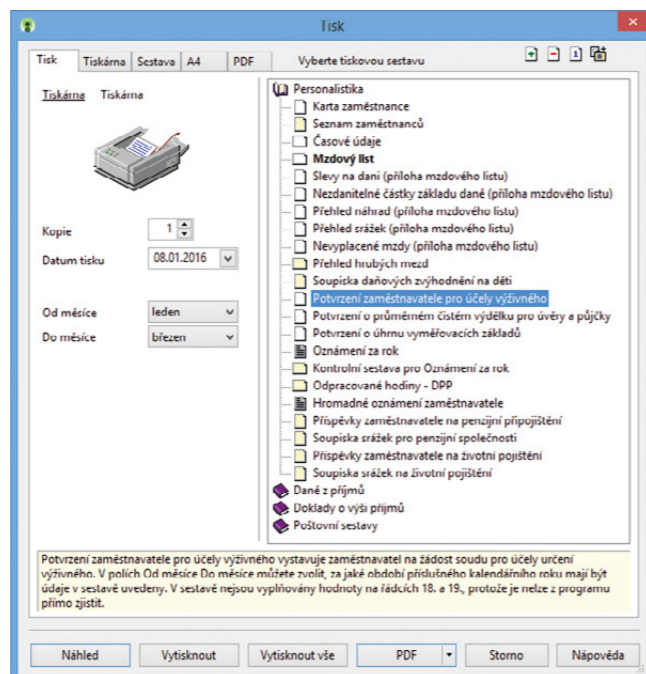 Tisk
Tisk Tiskárna Sestava A4 PDF Vyberte tiskovou sestavu
Tiskárna Tiskárna
Kopie 1
Datum tisku 08.01.2016
Od měsíce leden
Do měsíce březen
Personalistika
Karta zaměstnance
Seznam zaměstnanců
Časové údaje
Mzdový list
Slevy na dani (příloha mzdového listu)
Nezdanitelné částky základu daně (příloha mzdového listu)
Přehled náhrad (příloha mzdového listu)
Přehled srážek (příloha mzdového listu)
Nevyplacené mzdy (příloha mzdového listu)
Přehled hrubých mezd
Soupiska daňových zvýhodnění na děti
Potvrzení zaměstnavatele pro účely výživného
Potvrzení o průměrném čistém výdělku pro úvěry a půjčky
Potvrzení o úhrnu vyměřovacích základů
Oznámení za rok
Kontrolní sestava pro Oznámení za rok
Odpracované hodiny - DPP
Hromadné oznámení zaměstnavatele
Příspěvky zaměstnavatele na penzijní připojištění
Soupiska srážek pro penzijní společnosti
Příspěvky zaměstnavatele na životní pojištění
Soupiska srážek na životní pojištění
Daně z příjmů
Doklady o výši příjmů
Poštovní sestavy
Potvrzení zaměstnavatele pro účely výživného vystavuje zaměstnavatel na žádost soudu pro účely určení
výživného. V polích Od měsíce Do měsíce můžete zvolit, za jaké období příslušného kalendářního roku mají být
údaje v sestavě uvedeny. V sestavě nejsou vyplňovány hodnoty na řádcích 18. a 19., protože je nelze z programu
přímo zjistit.
Náhled Vytisknout Vytisknout vše PDF Storno Nápověda